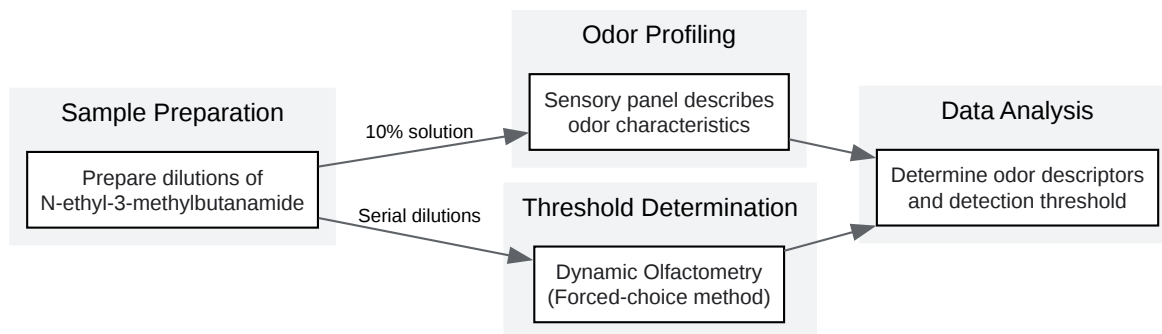 Sample Preparation
Prepare dilutions of
N-ethyl-3-methylbutanamide
10% solution
Serial dilutions
Odor Profiling
Sensory panel describes
odor characteristics
Threshold Determination
Dynamic Olfactometry
(Forced-choice method)
Data Analysis
Determine odor descriptors
and detection threshold